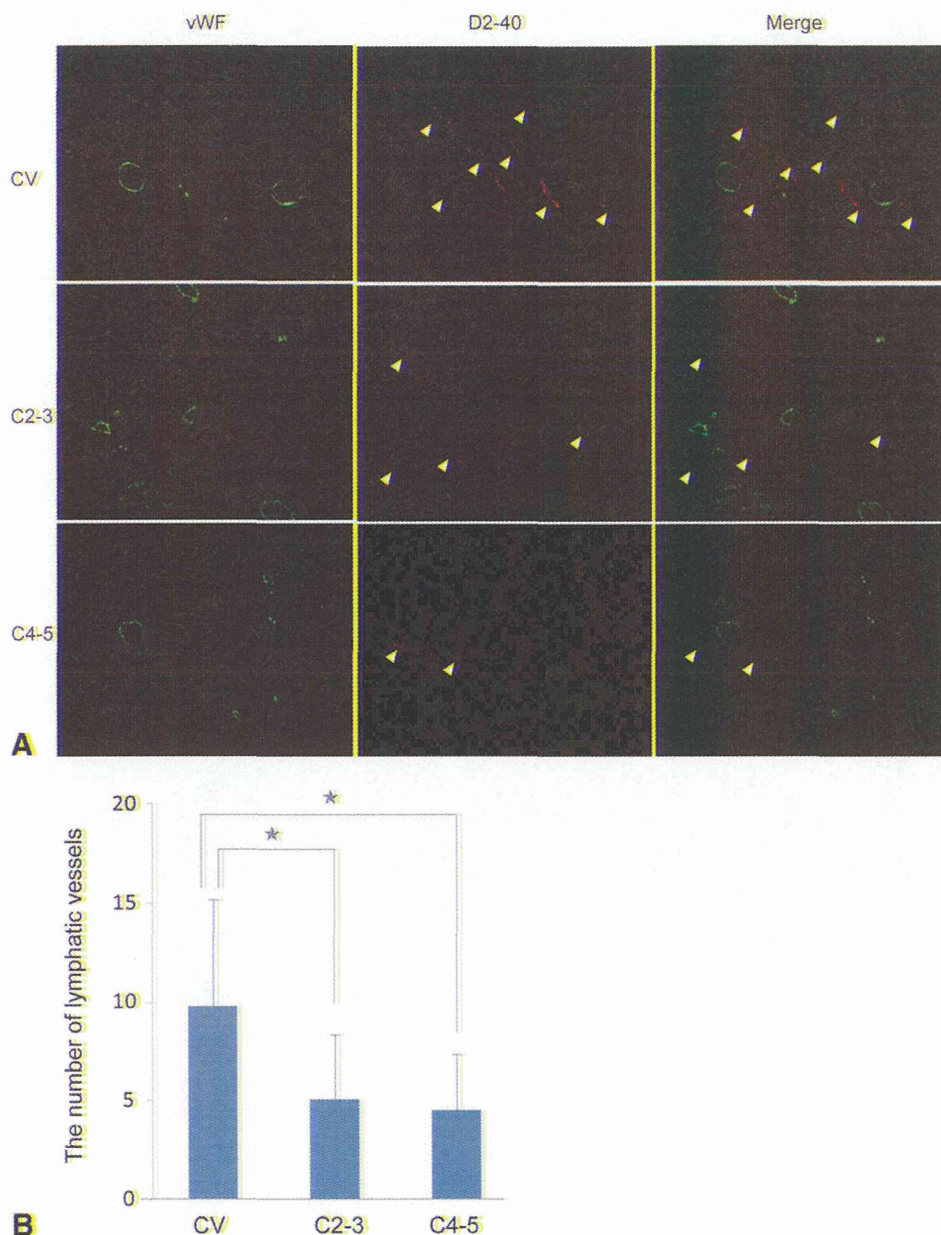 vWF D2-40 Merge
CV
C2-3
C4-5
A
The number of lymphatic vessels
20
15
10
5
0
*
*
CV C2-3 C4-5
B